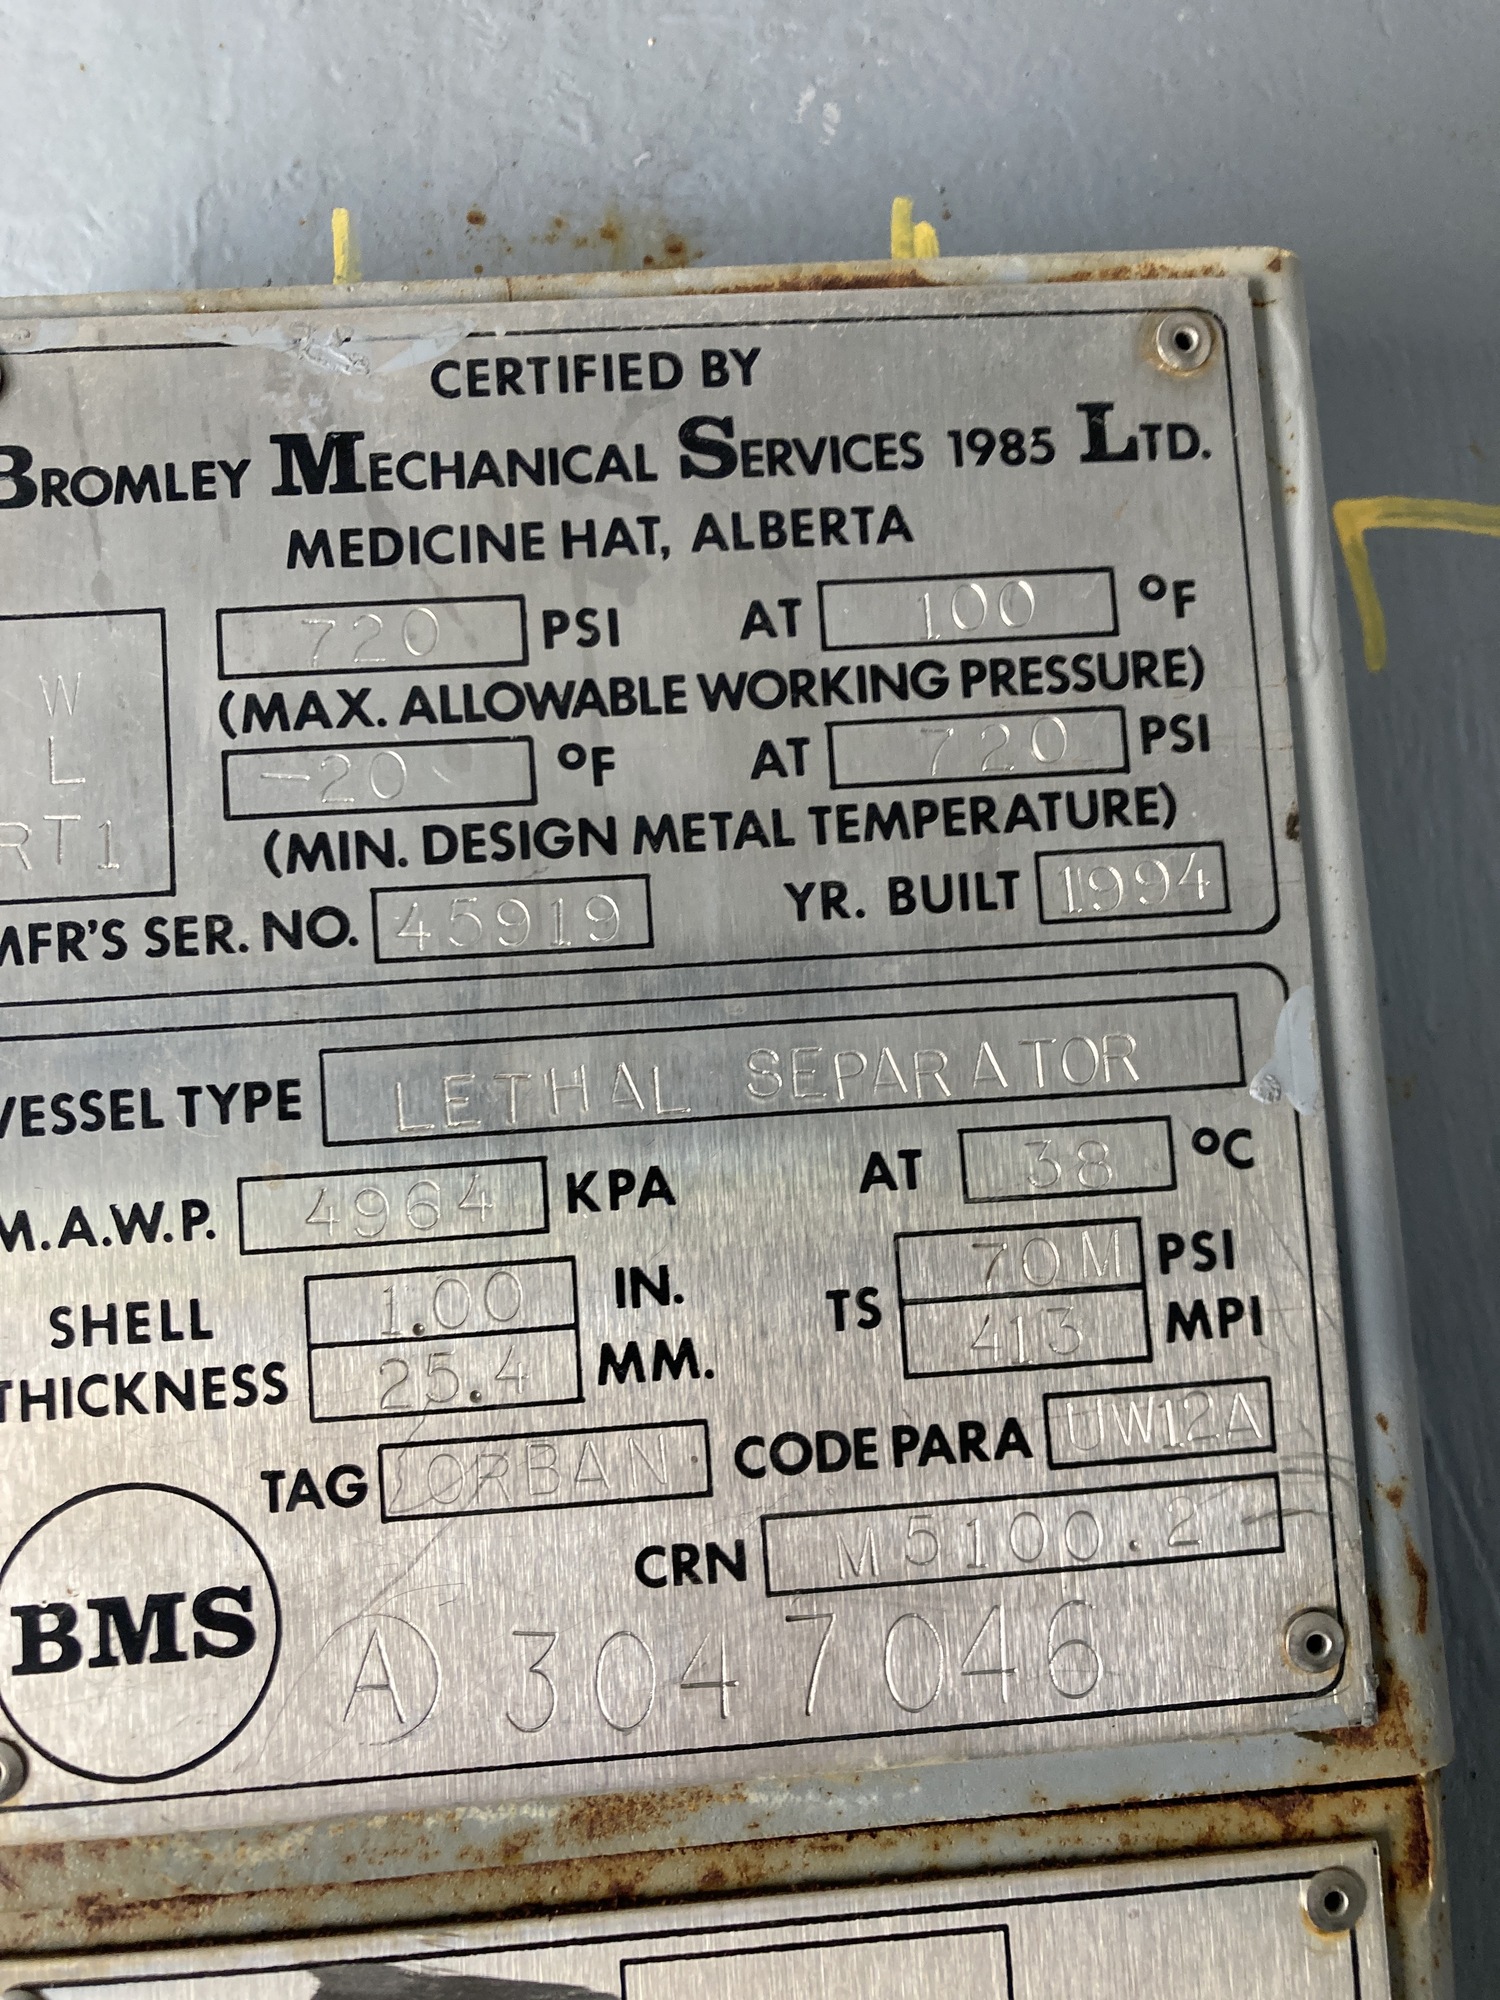 CERTIFIED BY
BROMLEY MECHANICAL SERVICES 1985 LTD.
MEDICINE HAT, ALBERTA
720 PSI AT 100 °F
(MAX. ALLOWABLE WORKING PRESSURE)
W
L
RT1
-20 °F AT 720 PSI
(MIN. DESIGN METAL TEMPERATURE)
MFR'S SER. NO. 45919 YR. BUILT 1994
VESSEL TYPE LETHAL SEPARATOR
M.A.W.P. 4964 KPA AT 38 °C
SHELL THICKNESS 1.00 IN. TS 70M PSI
25.4 MM. 413 MPI
TAG CODE PARA UW12A
CRN M5100.2
BMS A 3047046